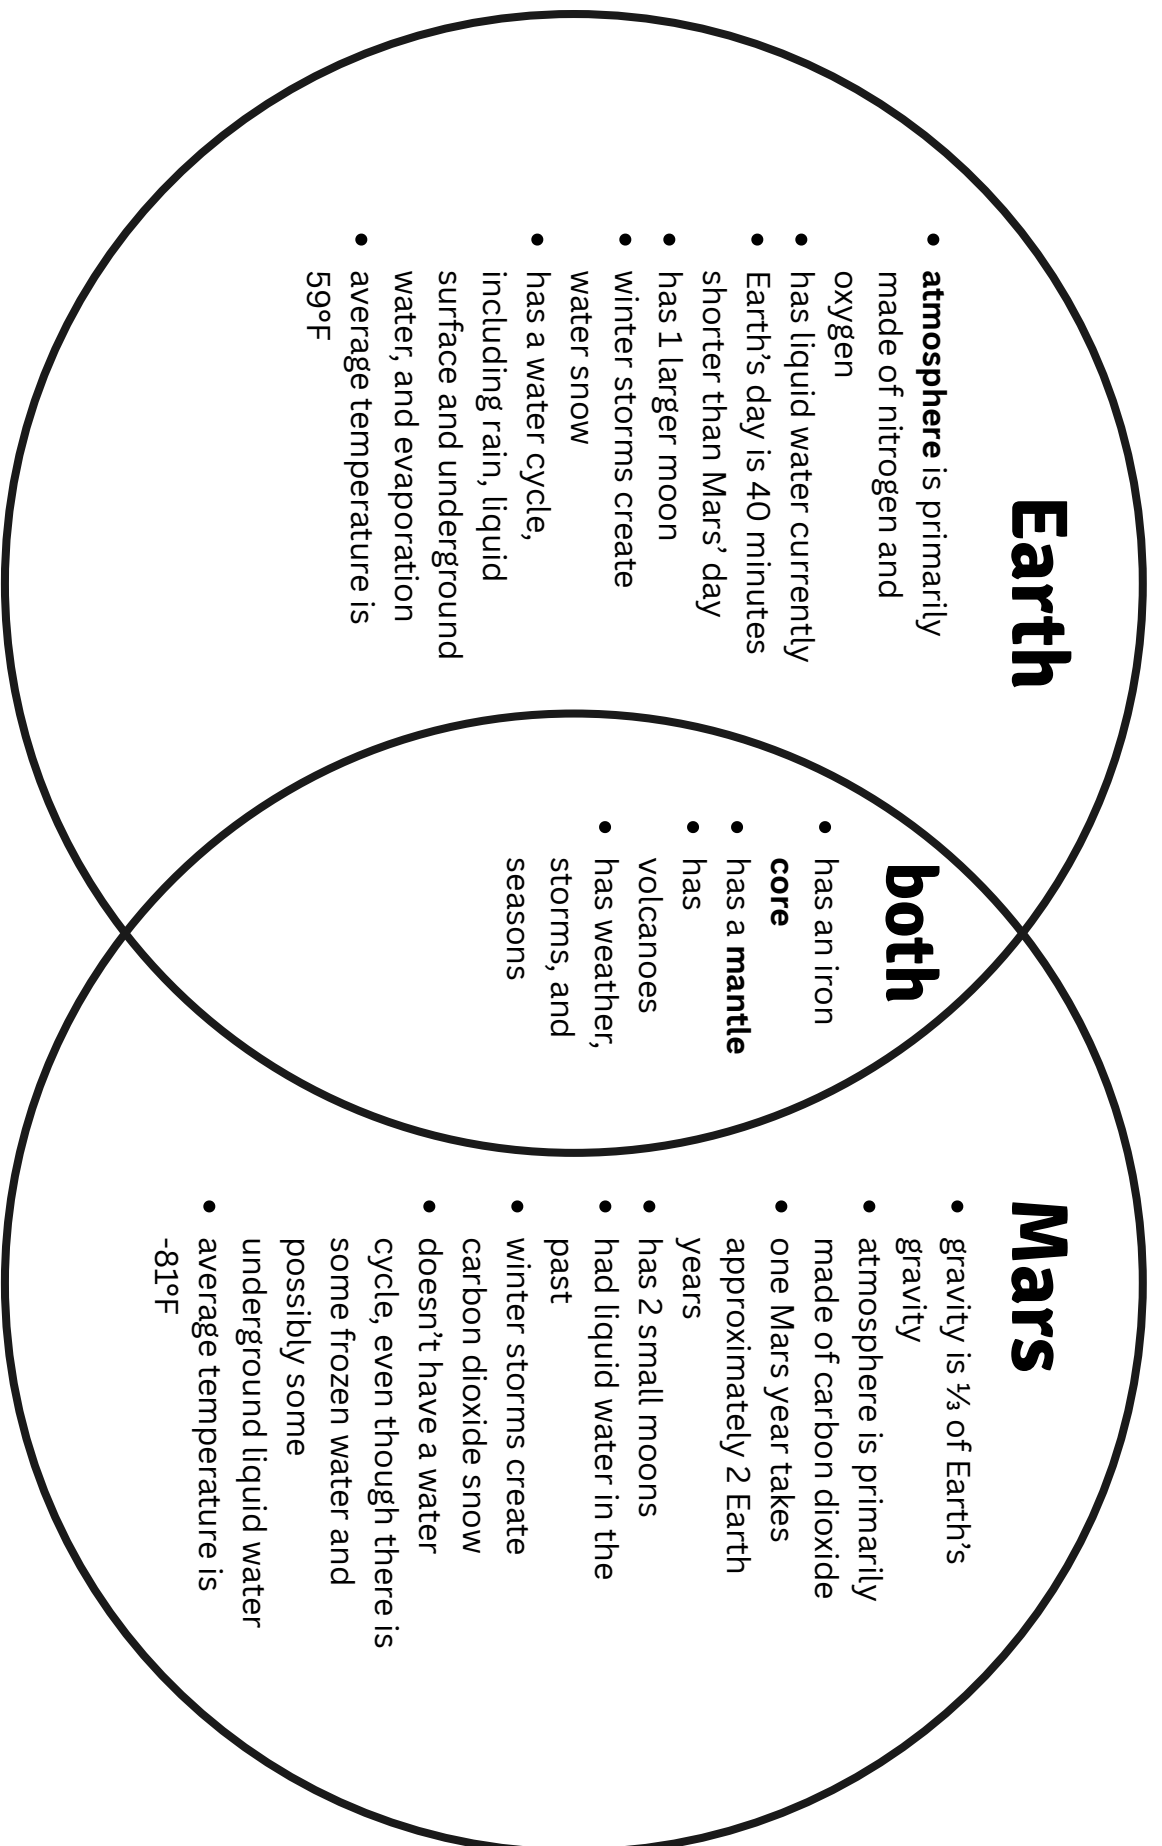 Earth
• atmosphere is primarily
made of nitrogen and
oxygen
• has liquid water currently
• Earth’s day is 40 minutes
shorter than Mars’ day
• has 1 larger moon
• winter storms create
water snow
• has a water cycle,
including rain, liquid
surface and underground
water, and evaporation
• average temperature is
59°F
both
• has an iron
core
• has a mantle
• has
volcanoes
• has weather,
storms, and
seasons
Mars
• gravity is ⅓ of Earth’s
gravity
• atmosphere is primarily
made of carbon dioxide
• one Mars year takes
approximately 2 Earth
years
• has 2 small moons
• had liquid water in the
past
• winter storms create
carbon dioxide snow
• doesn’t have a water
cycle, even though there is
some frozen water and
possibly some
underground liquid water
• average temperature is
-81°F